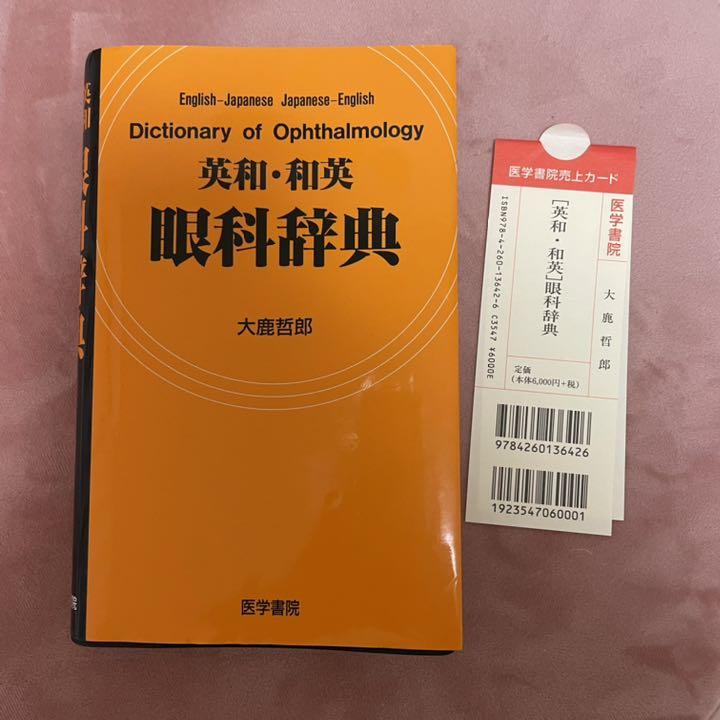 English–Japanese Japanese–English
Dictionary of Ophthalmology
英和・和英
眼科辞典
大鹿哲郎
医学書院
英和
医学書院売上カード
医学書院
大鹿哲郎
[英和・和英]眼科辞典
定価
(本体6,000円+税)
ISBN978-4-260-13642-6 C3547 ¥6000E
9784260136426
1923547060001